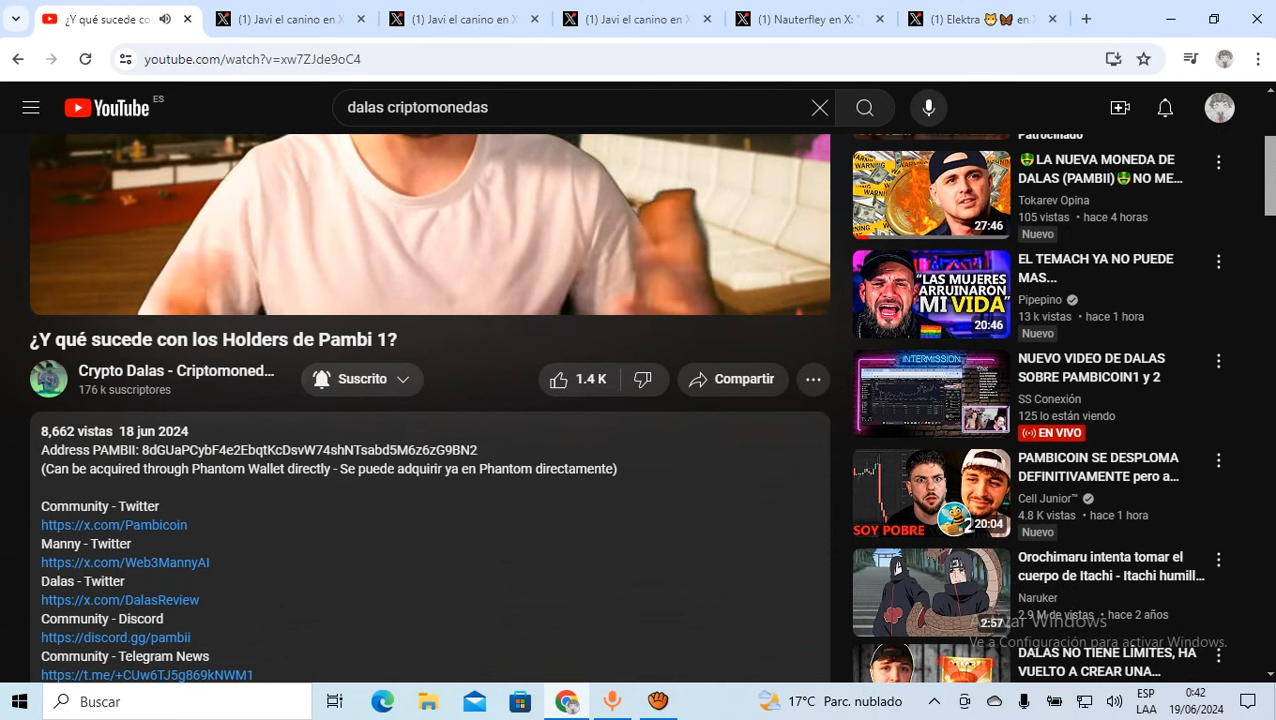 ¿Y qué sucede co
(1) Javi el canino en X
(1) Javi el canino en X
(1) Javi el canino en X
(1) Nauterfley en X: "
(1) Elektra 🐯🦋 en X
youtube.com/watch?v=xw7ZJde9oC4
YouTube ES
dalas criptomonedas
Patrocinado
¿Y qué sucede con los Holders de Pambi 1?
Crypto Dalas - Criptomoned...
176 k suscriptores
Suscrito
1.4 K
Compartir
8,662 vistas 18 jun 2024
Address PAMBII: 8dGUaPCybF4e2EbqtKcDsvW74shNTsabd5M6z6zG9BN2
(Can be acquired through Phantom Wallet directly - Se puede adquirir ya en Phantom directamente)
Community - Twitter
https://x.com/Pambicoin
Manny - Twitter
https://x.com/Web3MannyAI
Dalas - Twitter
https://x.com/DalasReview
Community - Discord
https://discord.gg/pambii
Community - Telegram News
https://t.me/+CUw6TJ5g869kNWM1
WARNING
27:46
🤑LA NUEVA MONEDA DE
DALAS (PAMBII)🤑NO ME...
Tokarev Opina
105 vistas • hace 4 horas
Nuevo
"LAS MUJERES
ARRUINARON
MI VIDA"
20:46
EL TEMACH YA NO PUEDE
MAS...
Pipepino
13 k vistas • hace 1 hora
Nuevo
INTERMISSION
NUEVO VIDEO DE DALAS
SOBRE PAMBICOIN1 y 2
SS Conexión
125 lo están viendo
EN VIVO
SOY POBRE
2
20:04
PAMBICOIN SE DESPLOMA
DEFINITIVAMENTE pero a...
Cell Junior™
4.8 K vistas • hace 1 hora
Nuevo
2:57
Orochimaru intenta tomar el
cuerpo de Itachi - Itachi humill...
Naruker
2.9 M de vistas • hace 2 años
DALAS NO TIENE LÍMITES, HA
VUELTO A CREAR UNA...
Activar Windows
Ve a Configuración para activar Windows.
Buscar
17°C Parc. nublado
ESP
LAA
0:42
19/06/2024